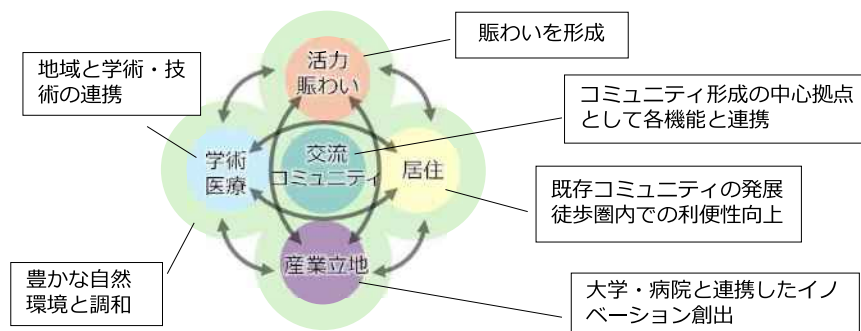 賑わいを形成
地域と学術・技
術の連携
活力
賑わい
コミュニティ形成の中心拠点
として各機能と連携
学術
医療
交流
コミュニティ
居住
既存コミュニティの発展
徒歩圏内での利便性向上
産業立地
豊かな自然
環境と調和
大学・病院と連携したイノ
ベーション創出